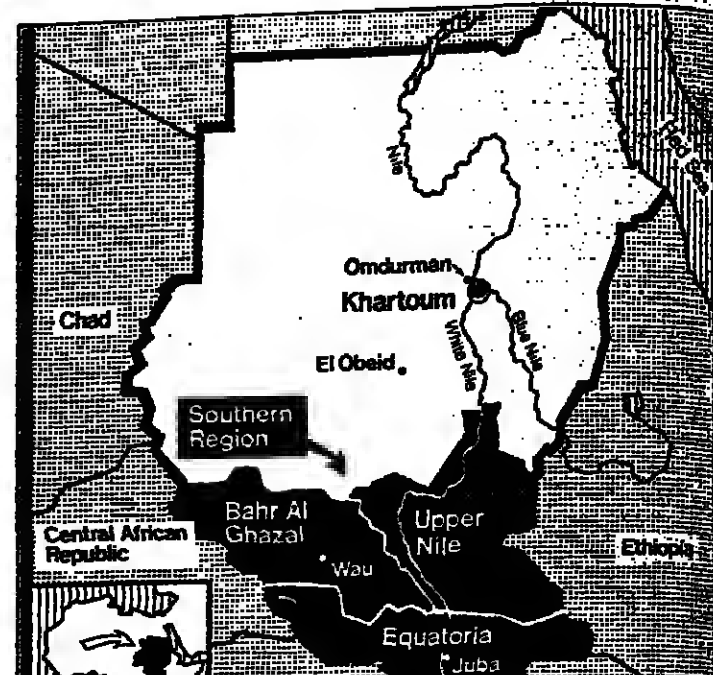 Red Sea
Nile
Omdurman
Khartoum
Chad
White Nile
Blue Nile
El Obeid
Southern
Region
Bahr Al
Ghazal
Upper
Nile
Central African
Republic
Ethiopia
Wau
Equatoria
Juba